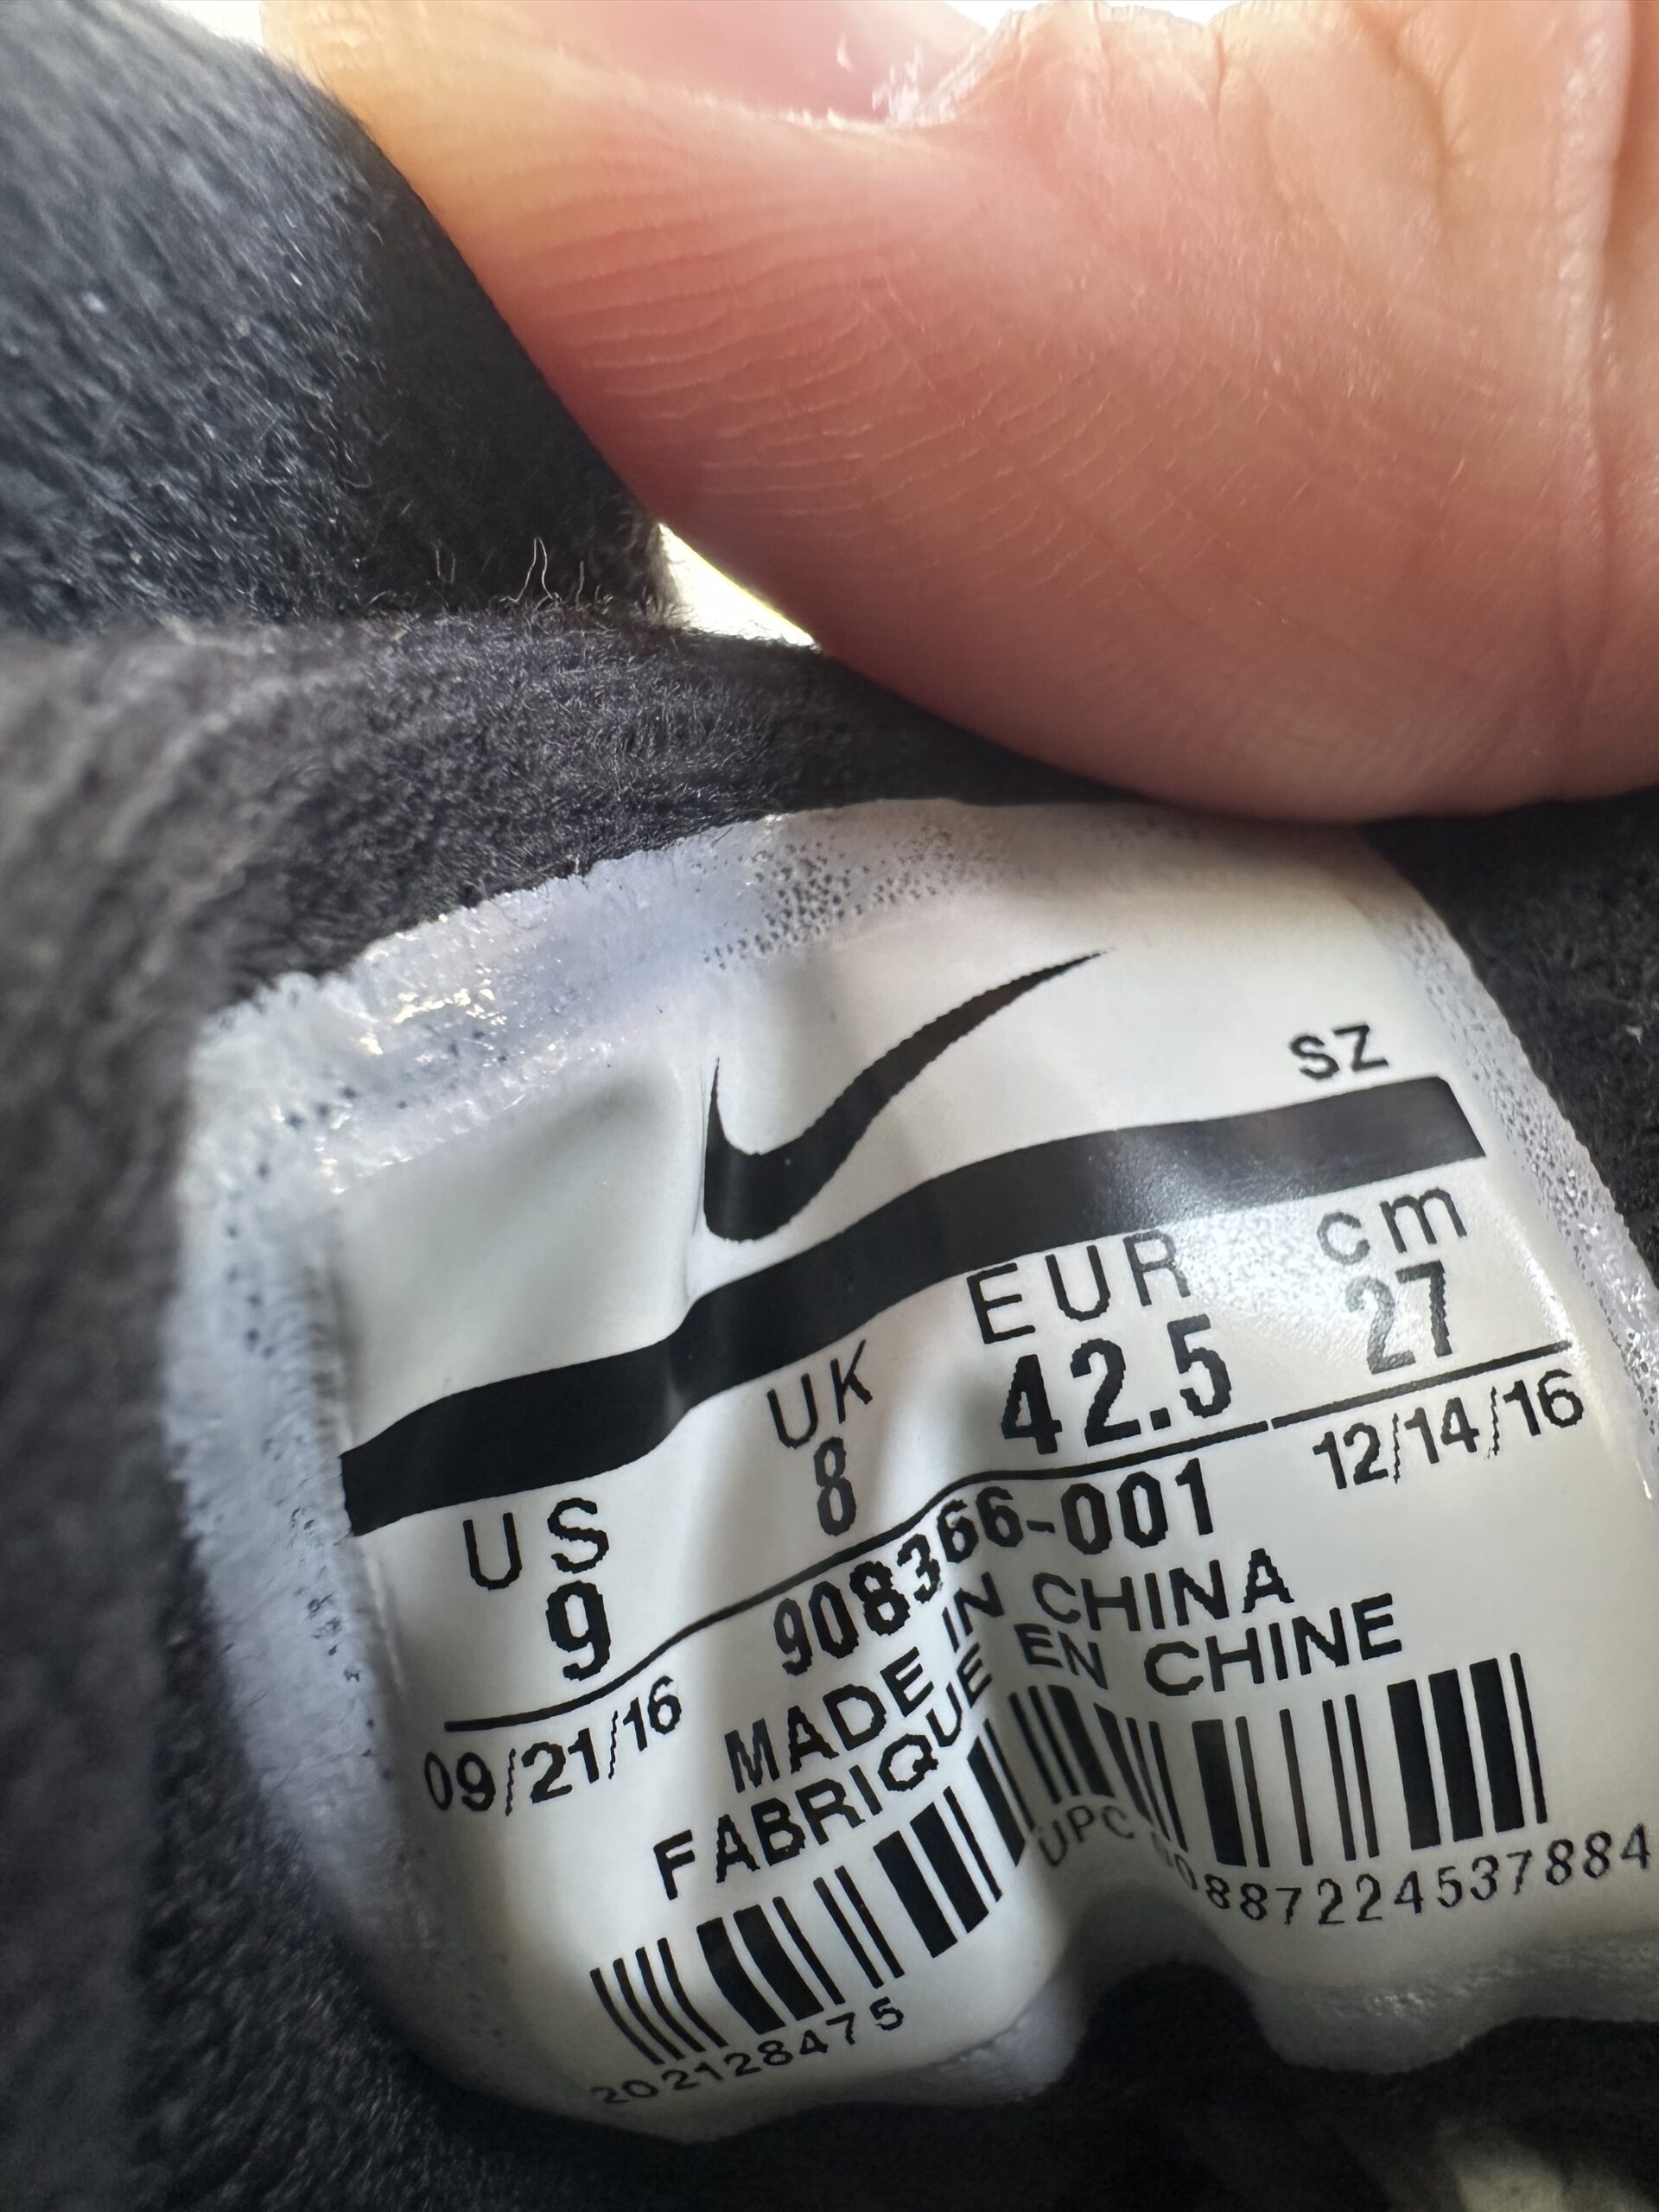 SZ
US UK EUR cm
9 8 42.5 27
09/21/16 908366-001 12/14/16
MADE IN CHINA
FABRIQUE EN CHINE
UPC 00887224537884
202128475